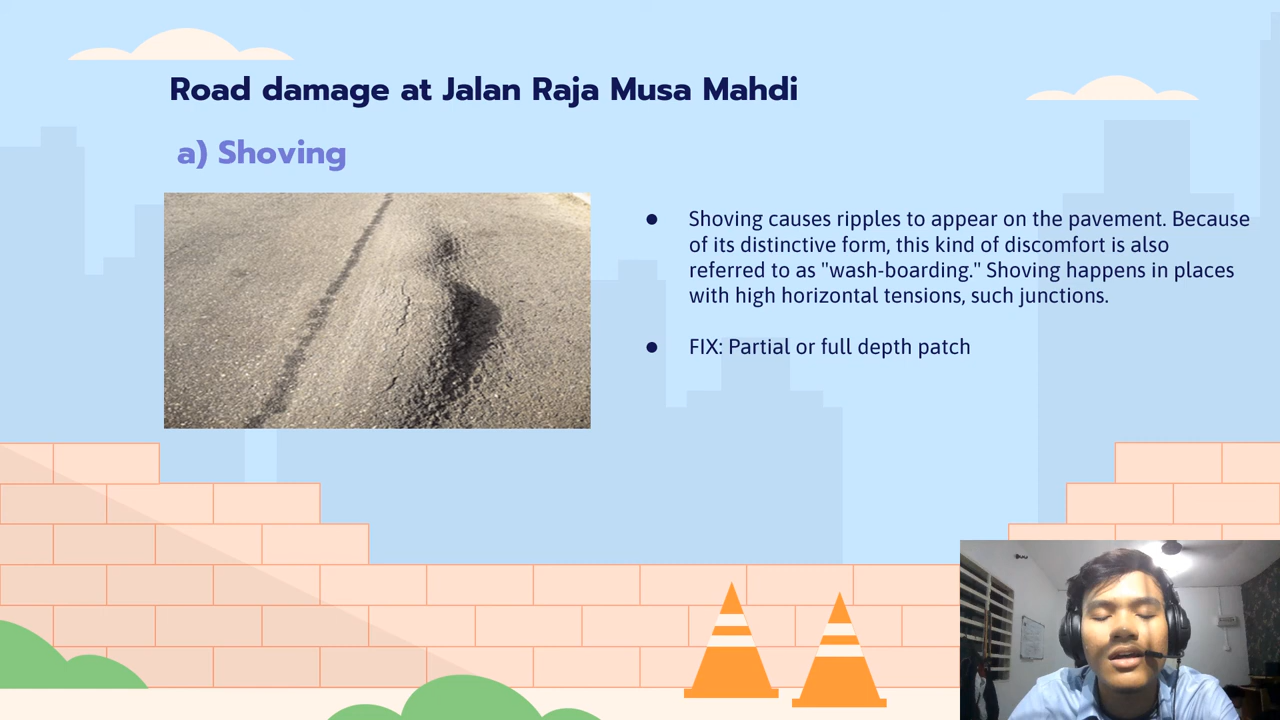 Road damage at Jalan Raja Musa Mahdi
a) Shoving
● Shoving causes ripples to appear on the pavement. Because
of its distinctive form, this kind of discomfort is also
referred to as "wash-boarding." Shoving happens in places
with high horizontal tensions, such junctions.
● FIX: Partial or full depth patch